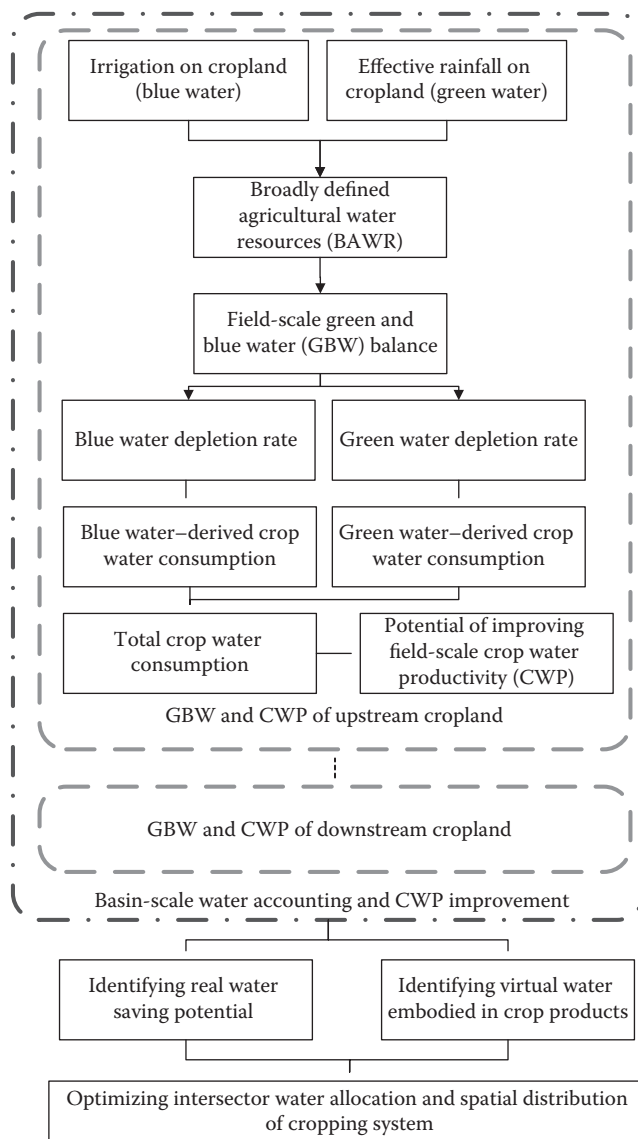 Irrigation on cropland
(blue water)
Effective rainfall on
cropland (green water)
Broadly defined
agricultural water
resources (BAWR)
Field-scale green and
blue water (GBW) balance
Blue water depletion rate
Green water depletion rate
Blue water–derived crop
water consumption
Green water–derived crop
water consumption
Total crop water
consumption
Potential of improving
field-scale crop water
productivity (CWP)
GBW and CWP of upstream cropland
GBW and CWP of downstream cropland
Basin-scale water accounting and CWP improvement
Identifying real water
saving potential
Identifying virtual water
embodied in crop products
Optimizing intersector water allocation and spatial distribution
of cropping system